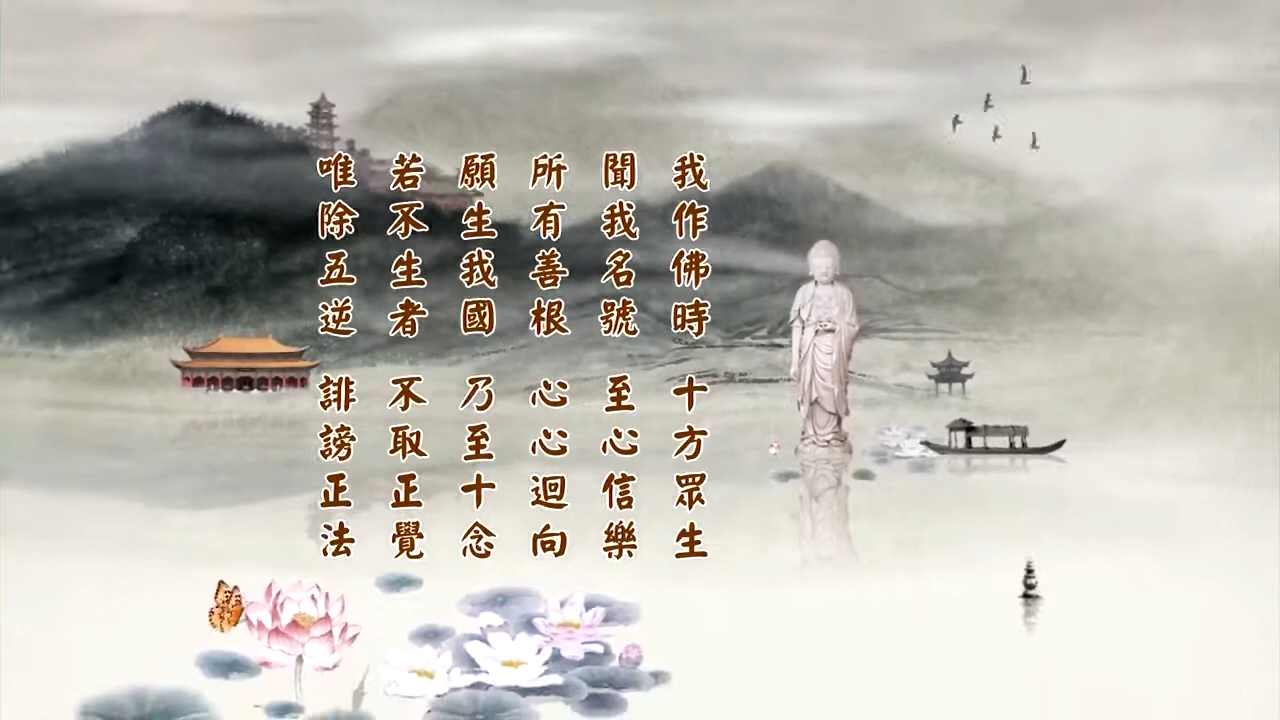 我作佛時 十方眾生
聞我名號 至心信樂
所有善根 心心迴向
願生我國 乃至十念
若不生者 不取正覺
唯除五逆 誹謗正法